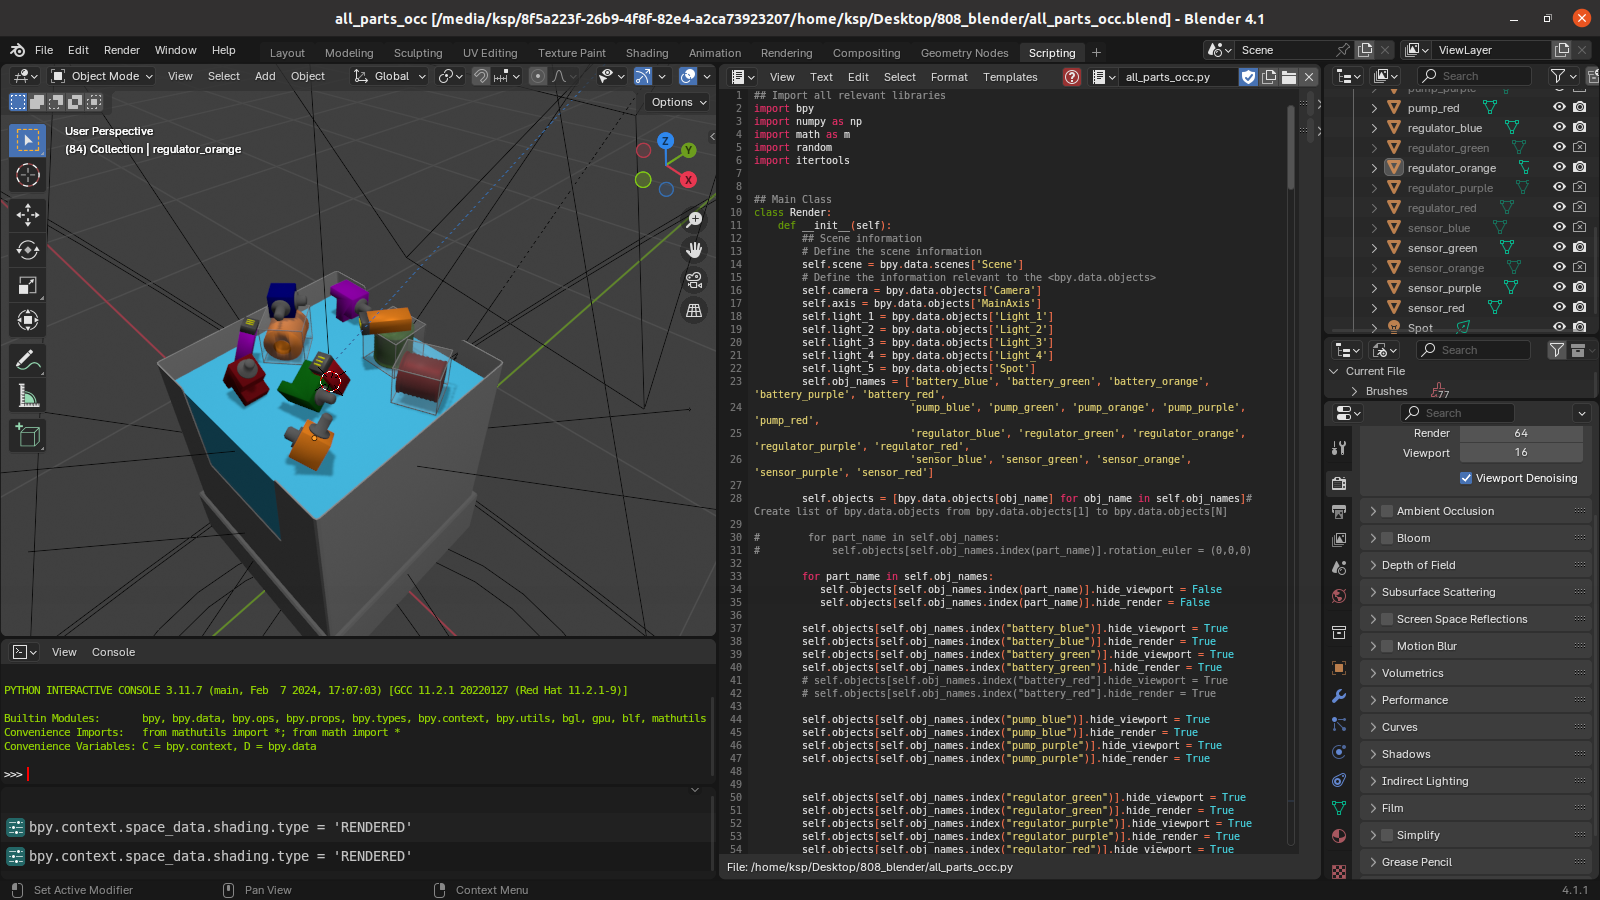 all_parts_occ [/media/ksp/8f5a223f-26b9-4f8f-82e4-a2ca73923207/home/ksp/Desktop/808_blender/all_parts_occ.blend] - Blender 4.1
File Edit Render Window Help
Layout Modeling Sculpting UV Editing Texture Paint Shading Animation Rendering Compositing Geometry Nodes Scripting +
Scene
ViewLayer
Object Mode View Select Add Object Global
Options
User Perspective
(84) Collection | regulator_orange
Z
Y
X
View Text Edit Select Format Templates all_parts_occ.py
1 ## Import all relevant libraries
2 import bpy
3 import numpy as np
4 import math as m
5 import random
6 import itertools
7
8
9 ## Main Class
10 class Render:
11 def __init__(self):
12 ## Scene information
13 # Define the scene information
14 self.scene = bpy.data.scenes['Scene']
15 # Define the information relevant to the <bpy.data.objects>
16 self.camera = bpy.data.objects['Camera']
17 self.axis = bpy.data.objects['MainAxis']
18 self.light_1 = bpy.data.objects['Light_1']
19 self.light_2 = bpy.data.objects['Light_2']
20 self.light_3 = bpy.data.objects['Light_3']
21 self.light_4 = bpy.data.objects['Light_4']
22 self.light_5 = bpy.data.objects['Spot']
23 self.obj_names = ['battery_blue', 'battery_green', 'battery_orange',
'battery_purple', 'battery_red',
24 'pump_blue', 'pump_green', 'pump_orange', 'pump_purple',
'pump_red',
25 'regulator_blue', 'regulator_green', 'regulator_orange',
'regulator_purple', 'regulator_red',
26 'sensor_blue', 'sensor_green', 'sensor_orange',
'sensor_purple', 'sensor_red']
27
28 self.objects = [bpy.data.objects[obj_name] for obj_name in self.obj_names]#
Create list of bpy.data.objects from bpy.data.objects[1] to bpy.data.objects[N]
29
30 # for part_name in self.obj_names:
31 # self.objects[self.obj_names.index(part_name)].rotation_euler = (0,0,0)
32
33 for part_name in self.obj_names:
34 self.objects[self.obj_names.index(part_name)].hide_viewport = False
35 self.objects[self.obj_names.index(part_name)].hide_render = False
36
37 self.objects[self.obj_names.index("battery_blue")].hide_viewport = True
38 self.objects[self.obj_names.index("battery_blue")].hide_render = True
39 self.objects[self.obj_names.index("battery_green")].hide_viewport = True
40 self.objects[self.obj_names.index("battery_green")].hide_render = True
41 # self.objects[self.obj_names.index("battery_red")].hide_viewport = True
42 # self.objects[self.obj_names.index("battery_red")].hide_render = True
43
44 self.objects[self.obj_names.index("pump_blue")].hide_viewport = True
45 self.objects[self.obj_names.index("pump_blue")].hide_render = True
46 self.objects[self.obj_names.index("pump_purple")].hide_viewport = True
47 self.objects[self.obj_names.index("pump_purple")].hide_render = True
48
49
50 self.objects[self.obj_names.index("regulator_green")].hide_viewport = True
51 self.objects[self.obj_names.index("regulator_green")].hide_render = True
52 self.objects[self.obj_names.index("regulator_purple")].hide_viewport = True
53 self.objects[self.obj_names.index("regulator_purple")].hide_render = True
54 self.objects[self.obj_names.index("regulator_red")].hide_viewport = True
File: /home/ksp/Desktop/808_blender/all_parts_occ.py
View Console
PYTHON INTERACTIVE CONSOLE 3.11.7 (main, Feb  7 2024, 17:07:03) [GCC 11.2.1 20220127 (Red Hat 11.2.1-9)]
Builtin Modules: bpy, bpy.data, bpy.ops, bpy.props, bpy.types, bpy.context, bpy.utils, bgl, gpu, blf, mathutils
Convenience Imports: from mathutils import *; from math import *
Convenience Variables: C = bpy.context, D = bpy.data
>>>
bpy.context.space_data.shading.type = 'RENDERED'
bpy.context.space_data.shading.type = 'RENDERED'
Search
pump_purple
pump_red
regulator_blue
regulator_green
regulator_orange
regulator_purple
regulator_red
sensor_blue
sensor_green
sensor_orange
sensor_purple
sensor_red
Spot
Search
Current File
Brushes 77
Search
Render 64
Viewport 16
Viewport Denoising
Ambient Occlusion
Bloom
Depth of Field
Subsurface Scattering
Screen Space Reflections
Motion Blur
Volumetrics
Performance
Curves
Shadows
Indirect Lighting
Film
Simplify
Grease Pencil
Set Active Modifier Pan View Context Menu 4.1.1